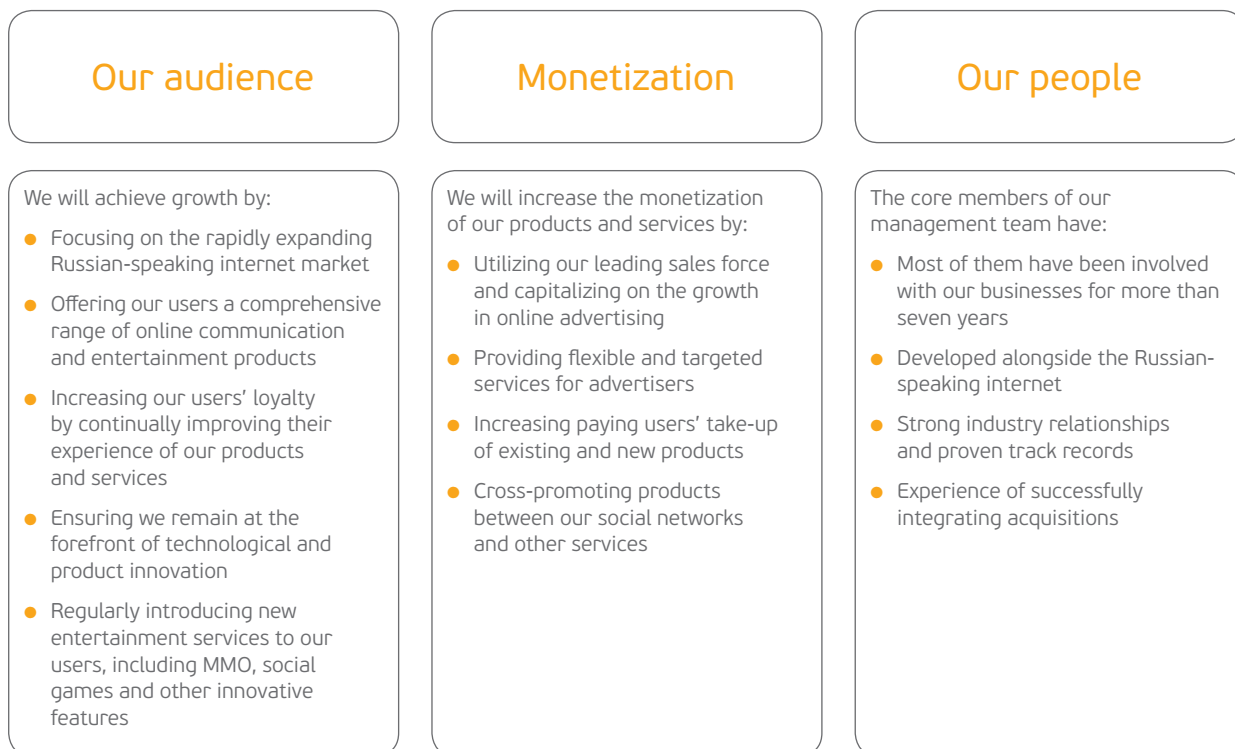 Our audience
Monetization
Our people
We will achieve growth by:
● Focusing on the rapidly expanding
Russian-speaking internet market
● Offering our users a comprehensive
range of online communication
and entertainment products
● Increasing our users’ loyalty
by continually improving their
experience of our products
and services
● Ensuring we remain at the
forefront of technological and
product innovation
● Regularly introducing new
entertainment services to our
users, including MMO, social
games and other innovative
features
We will increase the monetization
of our products and services by:
● Utilizing our leading sales force
and capitalizing on the growth
in online advertising
● Providing flexible and targeted
services for advertisers
● Increasing paying users’ take-up
of existing and new products
● Cross-promoting products
between our social networks
and other services
The core members of our
management team have:
● Most of them have been involved
with our businesses for more than
seven years
● Developed alongside the Russian-
speaking internet
● Strong industry relationships
and proven track records
● Experience of successfully
integrating acquisitions